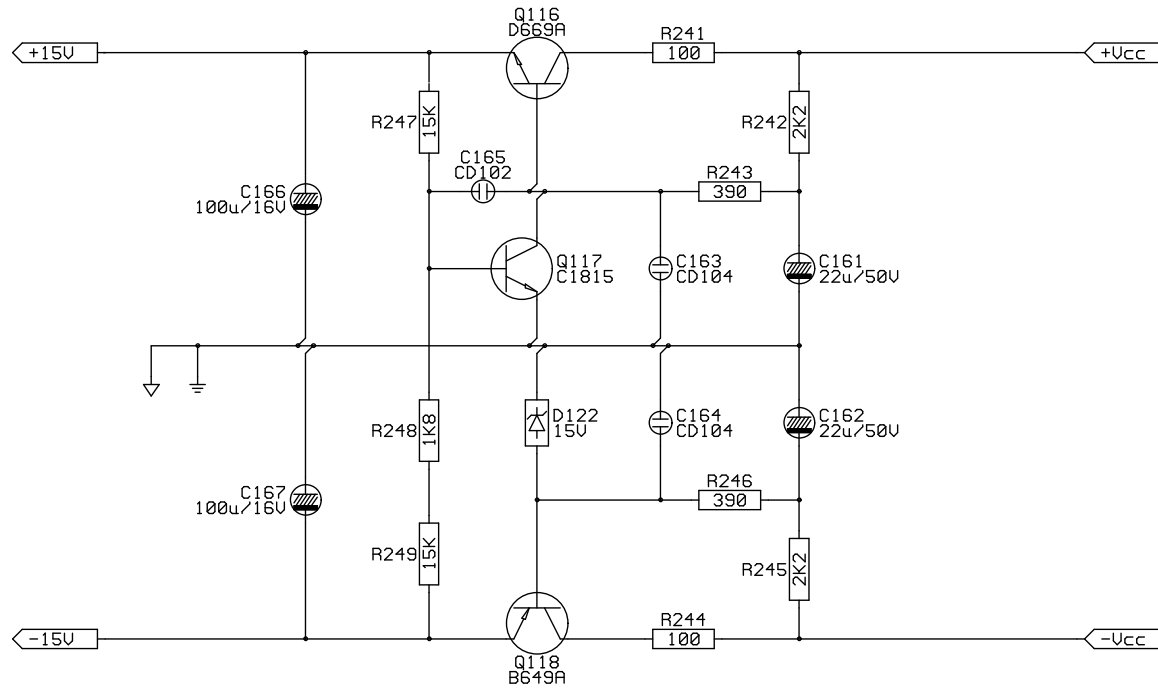 Q116
D669A
+15V
R241
100
+Vcc
R247
15K
R242
2K2
C165
CD102
R243
390
C166
100u/16V
Q117
C1815
C163
CD104
C161
22u/50V
R248
1K8
D122
15V
C164
CD104
C162
22u/50V
C167
100u/16V
R246
390
R249
15K
R245
2K2
-15V
R244
100
-Vcc
Q118
B649A